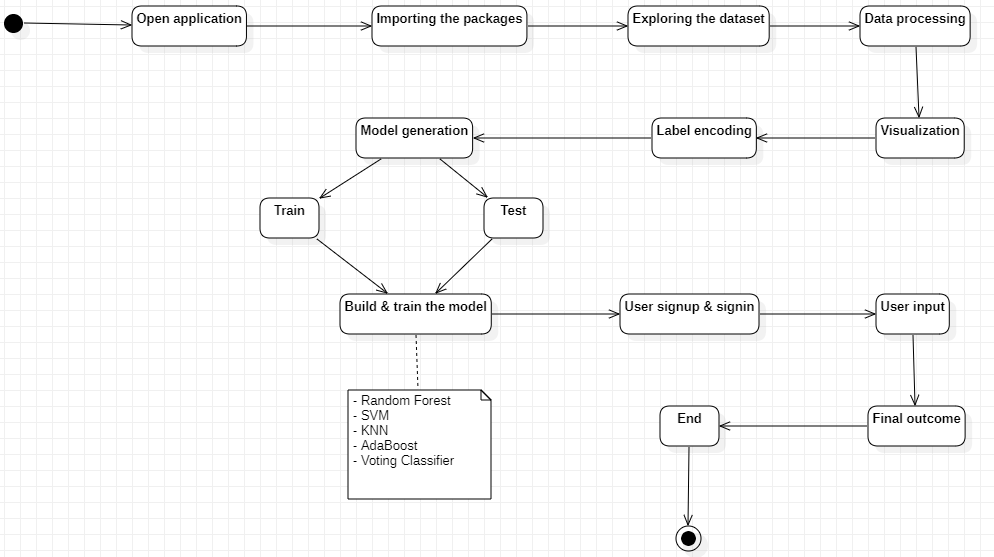 Open application
Importing the packages
Exploring the dataset
Data processing
Model generation
Label encoding
Visualization
Train
Test
Build & train the model
User signup & signin
User input
- Random Forest
- SVM
- KNN
- AdaBoost
- Voting Classifier
End
Final outcome